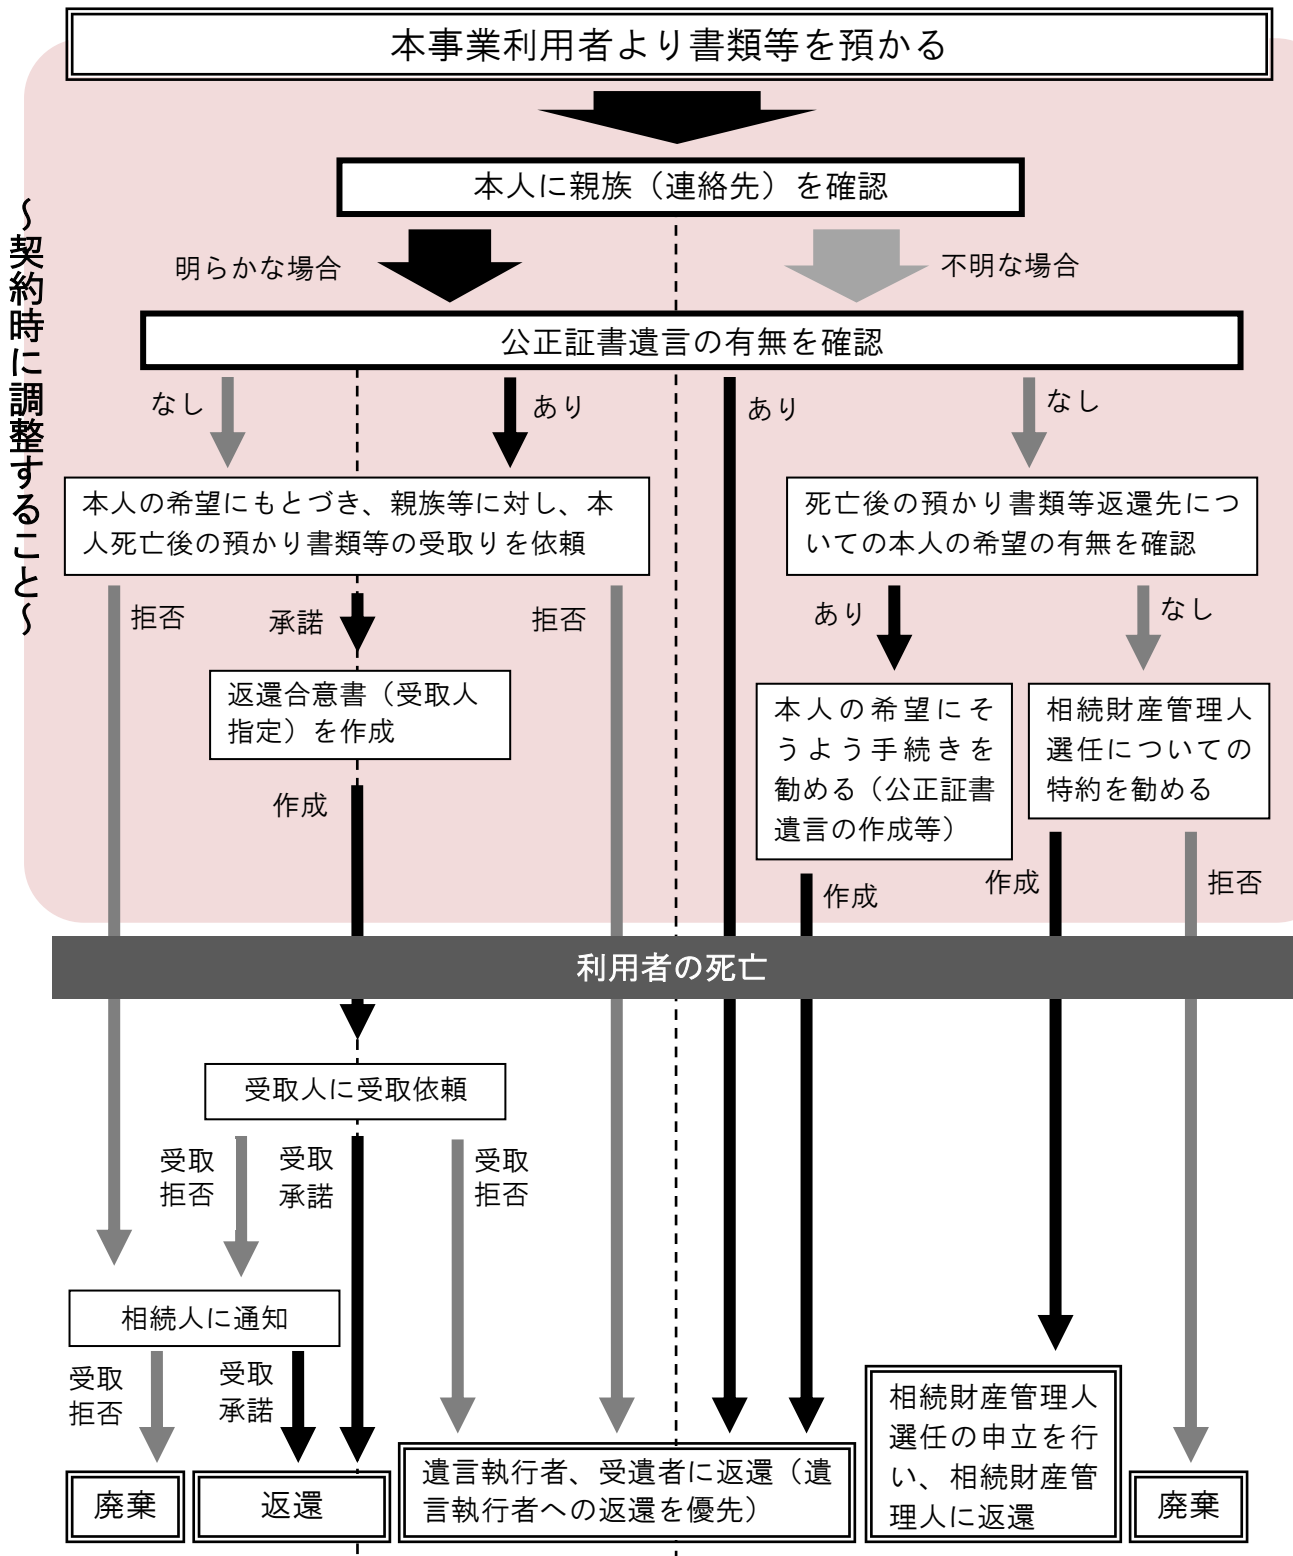 本事業利用者より書類等を預かる
～契約時に調整すること～
本人に親族（連絡先）を確認
明らかな場合
不明な場合
公正証書遺言の有無を確認
なし
あり
あり
なし
本人の希望にもとづき、親族等に対し、本
人死亡後の預かり書類等の受取りを依頼
死亡後の預かり書類等返還先につ
いての本人の希望の有無を確認
拒否
承諾
拒否
あり
なし
返還合意書（受取人
指定）を作成
本人の希望にそ
うよう手続きを
勧める（公正証書
遺言の作成等）
相続財産管理人
選任についての
特約を勧める
作成
作成
作成
拒否
利用者の死亡
受取人に受取依頼
受取
拒否
受取
承諾
受取
拒否
相続人に通知
受取
拒否
受取
承諾
廃棄
返還
遺言執行者、受遺者に返還（遺
言執行者への返還を優先）
相続財産管理人
選任の申立を行
い、相続財産管
理人に返還
廃棄